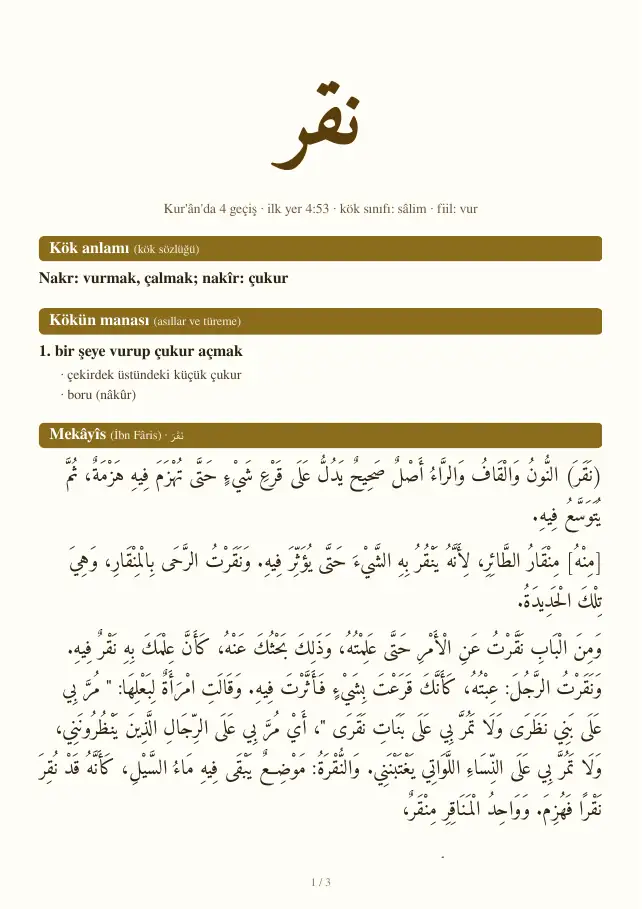 نقر
Kur'ân'da 4 geçiş · ilk yer 4:53 · kök sınıfı: sâlim · fiil: vur
Kök anlamı (kök sözlüğü)
Nakr: vurmak, çalmak; nakîr: çukur
Kökün manası (asıllar ve türeme)
1. bir şeye vurup çukur açmak
· çekirdek üstündeki küçük çukur
· boru (nâkûr)
Mekâyîs (İbn Fâris) · نَقَرَ
(نَقَرَ) النُّونُ وَالْقَافُ وَالرَّاءُ أَصْلٌ صَحِيحٌ يَدُلُّ عَلَى قَرْعِ شَيْءٍ حَتَّى تُهْزَمَ فِيهِ هَزْمَةٌ، ثُمَّ
يُتَوَسَّعُ فِيهِ.
[مِنْهُ] مِنْقَارُ الطَّائِرِ، لِأَنَّهُ يَنْقُرُ بِهِ الشَّيْءَ حَتَّى يُؤَثِّرَ فِيهِ. وَنَقَرْتُ الرَّحَى بِالْمِنْقَارِ، وَهِيَ
تِلْكَ الْحَدِيدَةُ.
وَمِنَ الْبَابِ نَقَّرْتُ عَنِ الْأَمْرِ حَتَّى عَلِمْتُهُ، وَذَلِكَ بَحْثُكَ عَنْهُ، كَأَنَّ عِلْمَكَ بِهِ نَقْرٌ فِيهِ.
وَنَقَرْتُ الرَّجُلَ: عِبْتُهُ، كَأَنَّكَ قَرَعْتَ بِشَيْءٍ فَأَثَّرْتَ فِيهِ. وَقَالَتِ امْرَأَةٌ لِبَعْلِهَا: " مُرَّ بِي
عَلَى بَنِي نَظَرَى وَلَا تَمُرَّ بِي عَلَى بَنَاتِ نَقَرَى "، أَيْ مُرَّ بِي عَلَى الرِّجَالِ الَّذِينَ يَنْظُرُونَنِي،
وَلَا تَمُرَّ بِي عَلَى النِّسَاءِ اللَّوَاتِي يَغْتَبْنَنِي. وَالنُّقْرَةُ: مَوْضِعٌ يَبْقَى فِيهِ مَاءُ السَّيْلِ، كَأَنَّهُ قَدْ نُقِرَ
نَقْرًا فَهُزِمَ. وَوَاحِدُ الْمَنَاقِرِ مِنْقَرٌ،
1 / 3